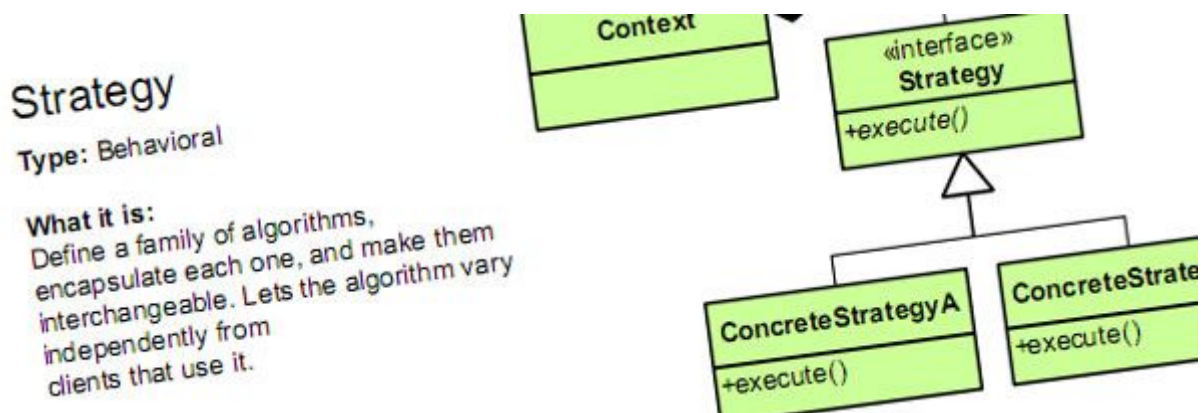 Strategy
Type: Behavioral
What it is:
Define a family of algorithms,
encapsulate each one, and make them
interchangeable. Lets the algorithm vary
independently from
clients that use it.
Context
«interface»
Strategy
+execute()
ConcreteStrategyA
+execute()
ConcreteStrate
+execute()